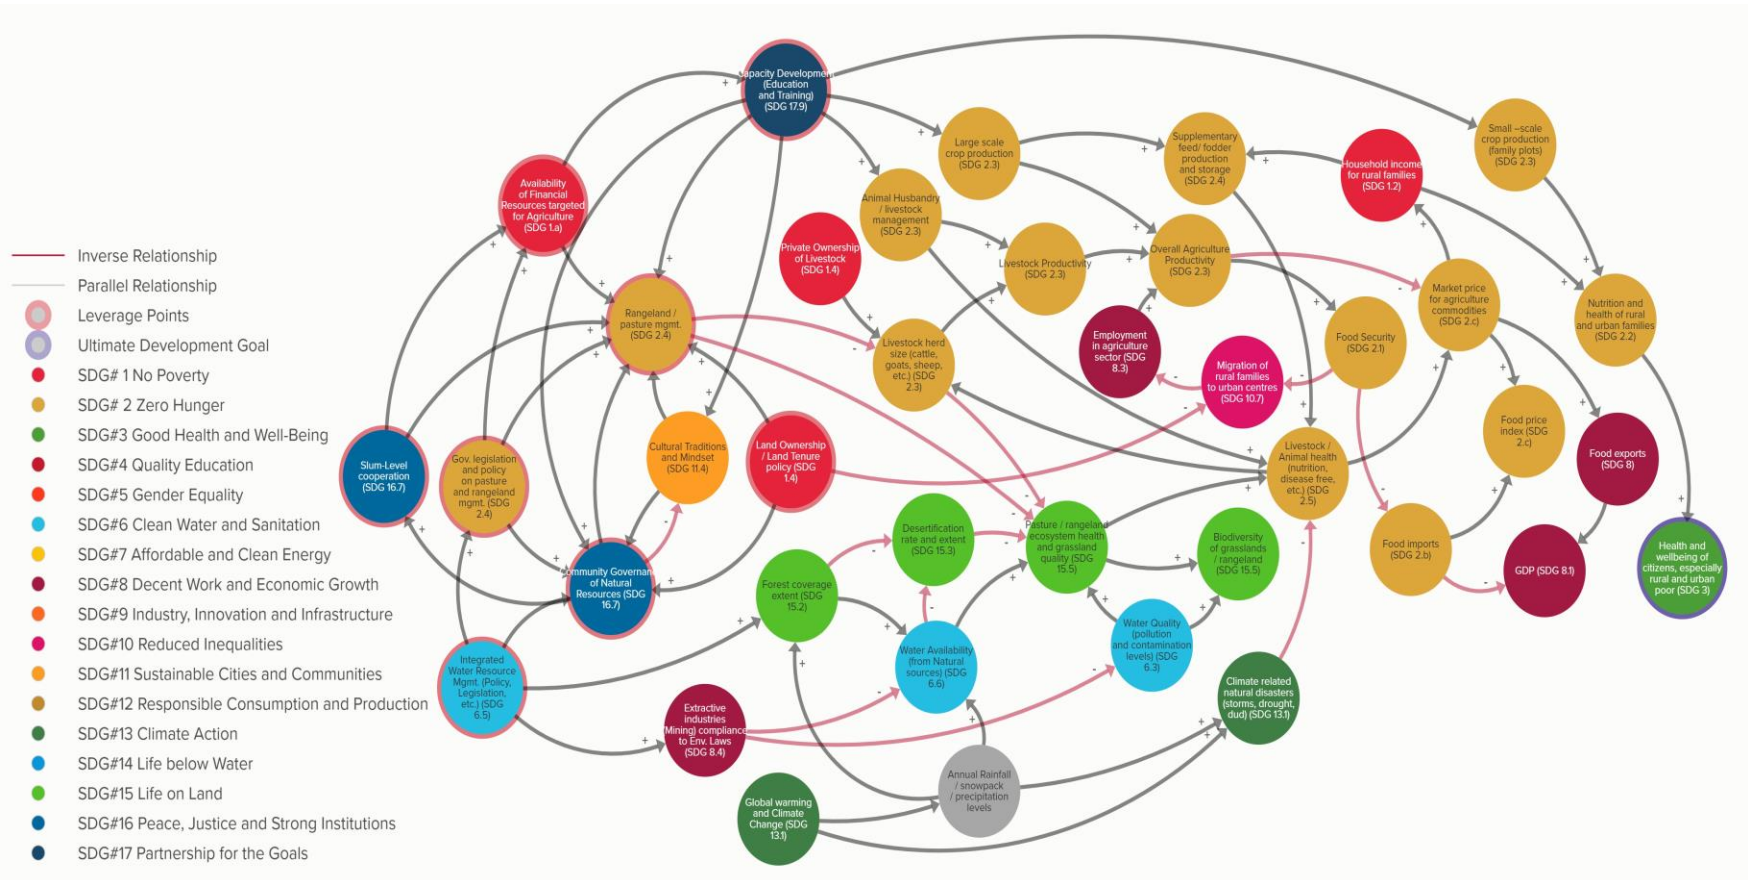 Inverse Relationship
Parallel Relationship
Leverage Points
Ultimate Development Goal
SDG# 1 No Poverty
SDG# 2 Zero Hunger
SDG#3 Good Health and Well-Being
SDG#4 Quality Education
SDG#5 Gender Equality
SDG#6 Clean Water and Sanitation
SDG#7 Affordable and Clean Energy
SDG#8 Decent Work and Economic Growth
SDG#9 Industry, Innovation and Infrastructure
SDG#10 Reduced Inequalities
SDG#11 Sustainable Cities and Communities
SDG#12 Responsible Consumption and Production
SDG#13 Climate Action
SDG#14 Life below Water
SDG#15 Life on Land
SDG#16 Peace, Justice and Strong Institutions
SDG#17 Partnership for the Goals
apacity Developmen
(Education
and Training)
(SDG 17.9)
Availability
of Financial
Resources targeted
for Agriculture
(SDG 1.a)
Rangeland /
pasture mgmt.
(SDG 2.4)
Slum-Level
cooperation
(SDG 16.7)
Gov. legislation
and policy
on pasture
and rangeland
mgmt. (SDG
2.4)
Cultural Traditions
and Mindset
(SDG 11.4)
Land Ownership
/ Land Tenure
policy (SDG
1.4)
Community Governan
of Natural
Resources (SDG
16.7)
Integrated
Water Resource
Mgmt. (Policy,
Legislation,
etc.) (SDG
6.5)
Large scale
crop production
(SDG 2.3)
Animal Husbandry
/ livestock
management
(SDG 2.3)
Private Ownership
of Livestock
(SDG 1.4)
Livestock Productivity
(SDG 2.3)
Livestock herd
size (cattle,
goats, sheep,
etc.) (SDG
2.3)
Supplementary
feed/ fodder
production
and storage
(SDG 2.4)
Overall Agriculture
Productivity
(SDG 2.3)
Employment
in agriculture
sector (SDG
8.3)
Migration of
rural families
to urban centres
(SDG 10.7)
Household income
for rural families
(SDG 1.2)
Small –scale
crop production
(family plots)
(SDG 2.3)
Market price
for agriculture
commodities
(SDG 2.c)
Food Security
(SDG 2.1)
Nutrition and
health of rural
and urban families
(SDG 2.2)
Food price
index (SDG
2.c)
Food exports
(SDG 8)
Livestock /
Animal health
(nutrition,
disease free,
etc.) (SDG
2.5)
Food imports
(SDG 2.b)
GDP (SDG 8.1)
Health and
wellbeing of
citizens, especially
rural and urban
poor (SDG 3)
Desertification
rate and extent
(SDG 15.3)
Pasture / rangeland
ecosystem health
and grassland
quality (SDG
15.5)
Biodiversity
of grasslands
/ rangeland
(SDG 15.5)
Forest coverage
extent (SDG
15.2)
Water Availability
(from Natural
sources) (SDG
6.6)
Water Quality
(pollution
and contamination
levels) (SDG
6.3)
Extractive
industries
(Mining) compliance
to Env. Laws
(SDG 8.4)
Climate related
natural disasters
(storms, drought,
dud) (SDG 13.1)
Annual Rainfall
/ snowpack
/ precipitation
levels
Global warming
and Climate
Change (SDG
13.1)